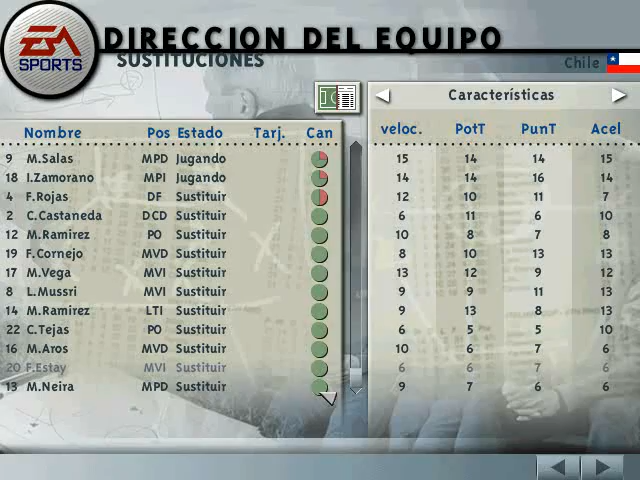 EA
SPORTS
DIRECCION DEL EQUIPO
SUSTITUCIONES
Chile
Características
Nombre Pos Estado Tarj. Can veloc. PotT PunT Acel
9 M.Salas MPD Jugando 15 14 14 15
18 I.Zamorano MPI Jugando 14 14 16 14
4 F.Rojas DF Sustituir 12 10 11 7
2 C.Castaneda DCD Sustituir 6 11 6 10
12 M.Ramirez PO Sustituir 10 8 7 8
19 F.Cornejo MVD Sustituir 8 10 13 13
17 M.Vega MVI Sustituir 13 12 9 12
8 L.Mussri MVI Sustituir 9 9 11 13
14 M.Ramirez LTI Sustituir 9 13 8 13
22 C.Tejas PO Sustituir 6 5 5 10
16 M.Aros MVD Sustituir 10 6 7 6
20 F.Estay MVI Sustituir 6 6 7 6
13 M.Neira MPD Sustituir 9 7 6 6